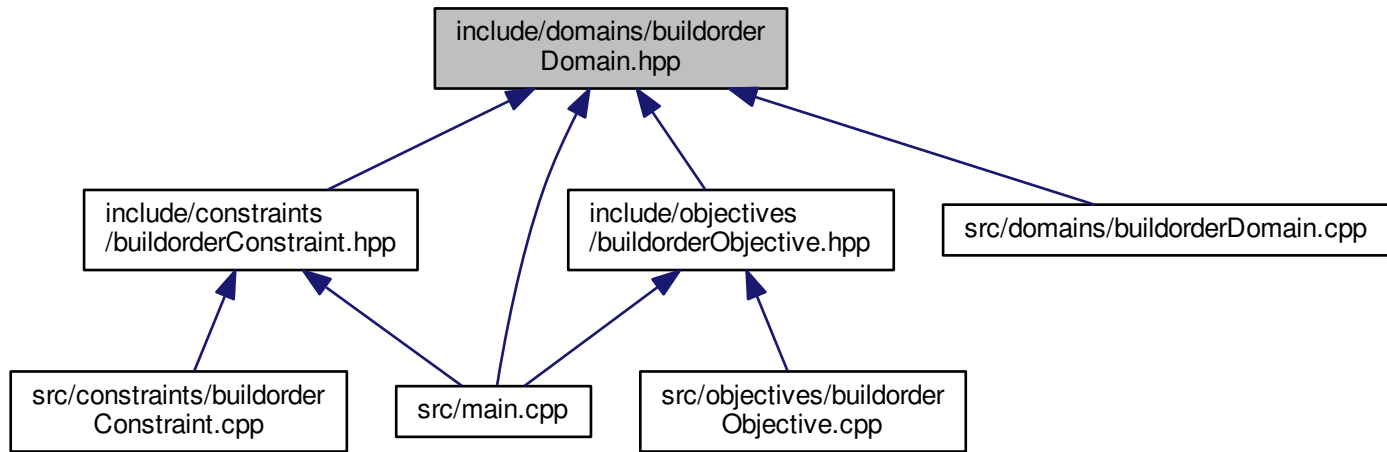 include/domains/buildorder
Domain.hpp
include/constraints
/buildorderConstraint.hpp
include/objectives
/buildorderObjective.hpp
src/domains/buildorderDomain.cpp
src/constraints/buildorder
Constraint.cpp
src/main.cpp
src/objectives/buildorder
Objective.cpp